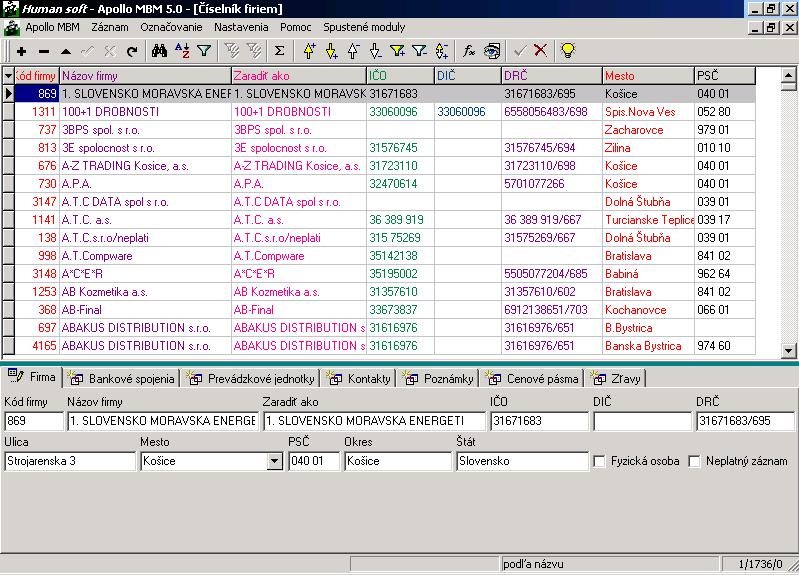 Human soft - Apollo MBM 5.0 - [Číselník firiem]
Apollo MBM Záznam Označovanie Nastavenia Pomoc Spustené moduly
Kód firmy Názov firmy Zaradiť ako IČO DIČ DRČ Mesto PSČ
869 1. SLOVENSKO MORAVSKA ENER 1. SLOVENSKO MORAVSK 31671683 31671683/695 Košice 040 01
1311 100+1 DROBNOSTI 100+1 DROBNOSTI 33060096 33060096 6558056483/698 Spis.Nova Ves 052 80
737 3BPS spol. s r.o. 3BPS spol. s r.o. Zacharovce 979 01
813 3E spolocnost s r.o. 3E spolocnost s r.o. 31576745 31576745/694 Zilina 010 10
676 A-Z TRADING Kosice, a.s. A-Z TRADING Kosice, a.s. 31723110 31723110/698 Košice 040 01
730 A.P.A. A.P.A. 32470614 5701077266 Košice 040 01
3147 A.T.C DATA spol s r.o. A.T.C DATA spol s r.o. Dolná Štubňa 039 01
1141 A.T.C. a.s. A.T.C. a.s. 36 389 919 36 389 919/667 Turcianske Teplice 039 17
138 A.T.C.s.r.o/neplati A.T.C.s.r.o/neplati 315 75269 31575269/667 Dolná Štubňa 039 01
998 A.T.Compware A.T.Compware 35142138 Bratislava 841 02
3148 A*C*E*R A*C*E*R 35195002 5505077204/685 Babiná 962 64
1253 AB Kozmetika a.s. AB Kozmetika a.s. 31357610 31357610/602 Bratislava 841 02
368 AB-Final AB-Final 33673837 6912138651/703 Kochanovce 066 01
697 ABAKUS DISTRIBUTION s.r.o. ABAKUS DISTRIBUTION s 31616976 31616976/651 B.Bystrica
4165 ABAKUS DISTRIBUTION s.r.o. ABAKUS DISTRIBUTION s 31616976 31616976/651 Banska Bystrica 974 60
Firma Bankové spojenia Prevádzkové jednotky Kontakty Poznámky Cenové pásma Zľavy
Kód firmy Názov firmy Zaradiť ako IČO DIČ DRČ
869 1. SLOVENSKO MORAVSKA ENERGE 1. SLOVENSKO MORAVSKA ENERGETI 31671683 31671683/695
Ulica Mesto PSČ Okres Štát
Strojarenska 3 Košice 040 01 Košice Slovensko Fyzická osoba Neplatný záznam
podľa názvu 1/1736/0